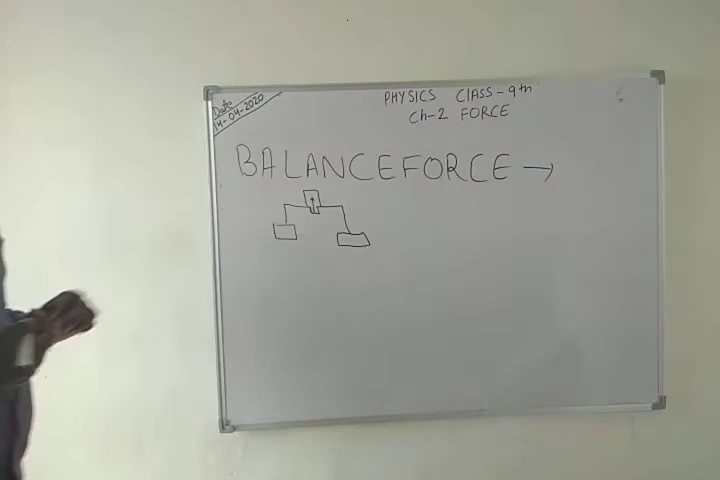 Date
14-04-2020
PHYSICS CLASS-9th
Ch-2 FORCE
BALANCEFORCE →